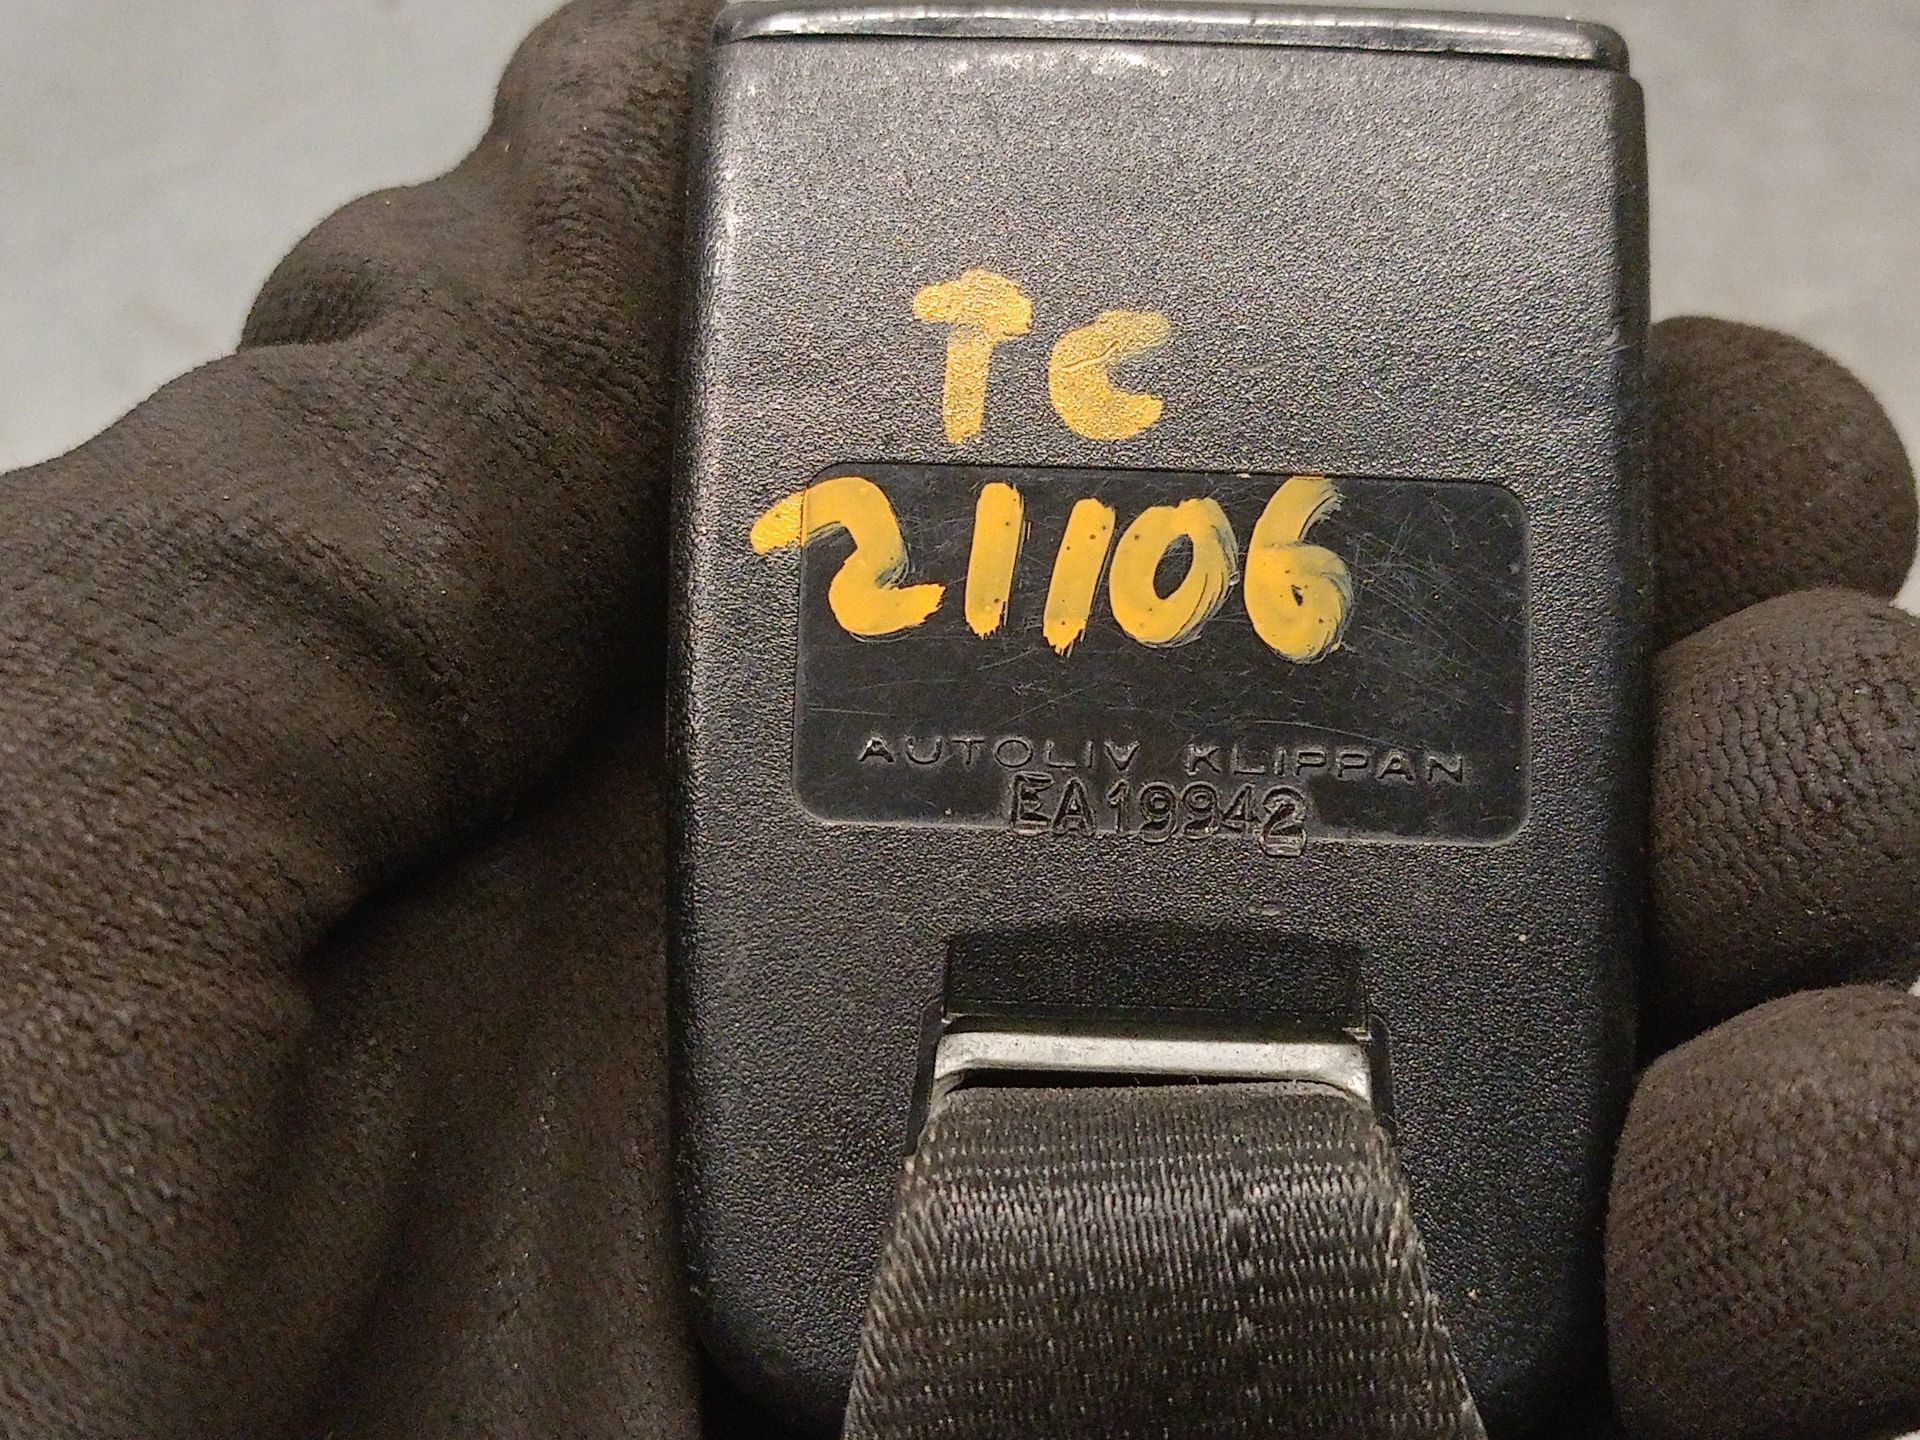 TC
21106
AUTOLIV KLIPPAN
EA19942